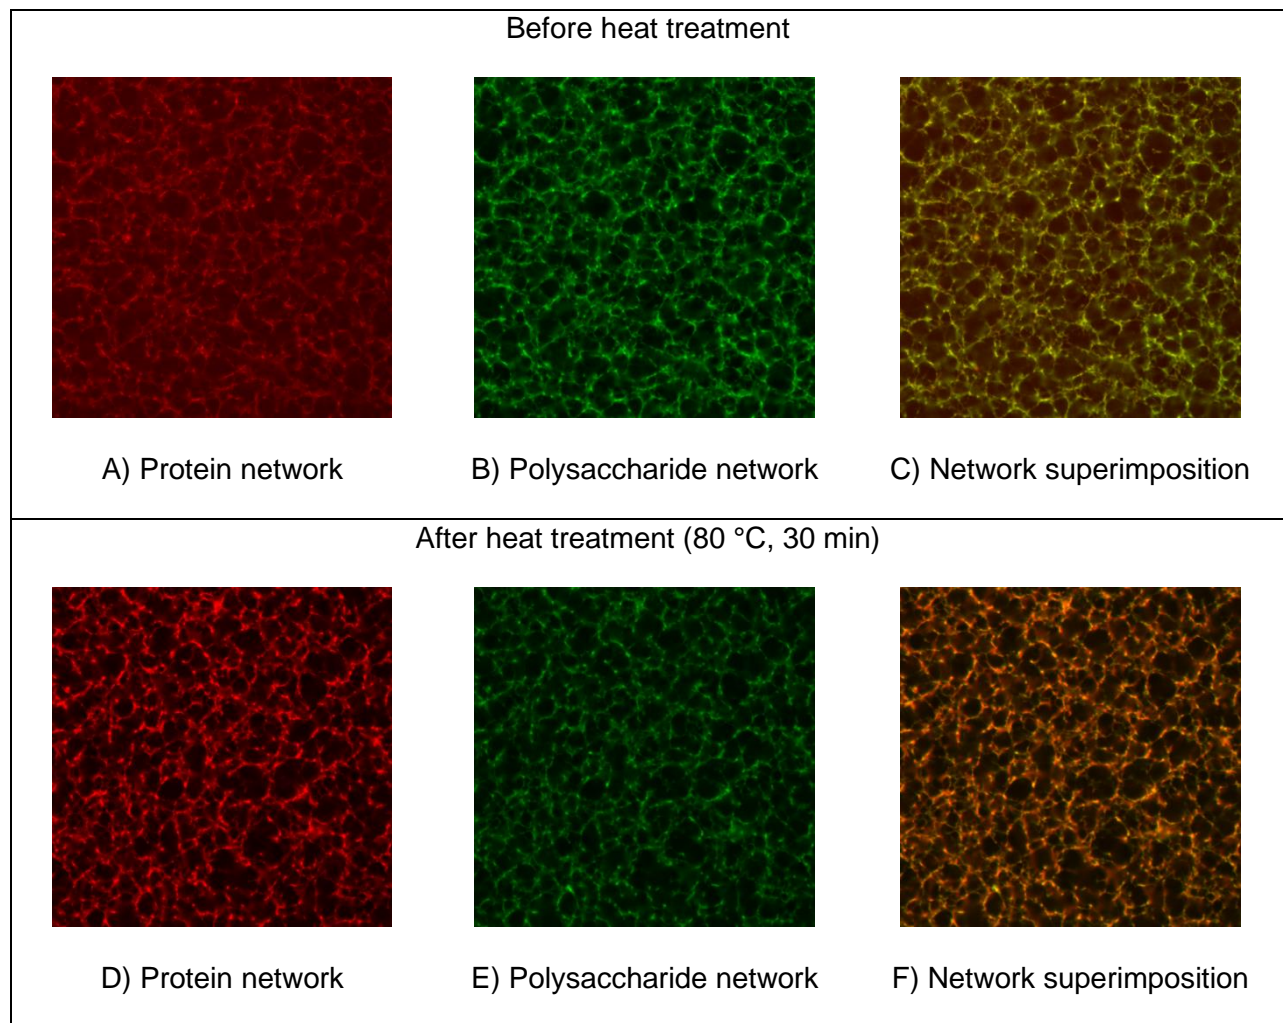 Before heat treatment
A) Protein network
B) Polysaccharide network
C) Network superimposition
After heat treatment (80 °C, 30 min)
D) Protein network
E) Polysaccharide network
F) Network superimposition